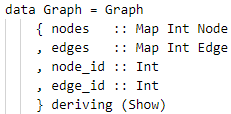 data Graph = Graph
    { nodes   :: Map Int Node
    , edges   :: Map Int Edge
    , node_id :: Int
    , edge_id :: Int
    } deriving (Show)